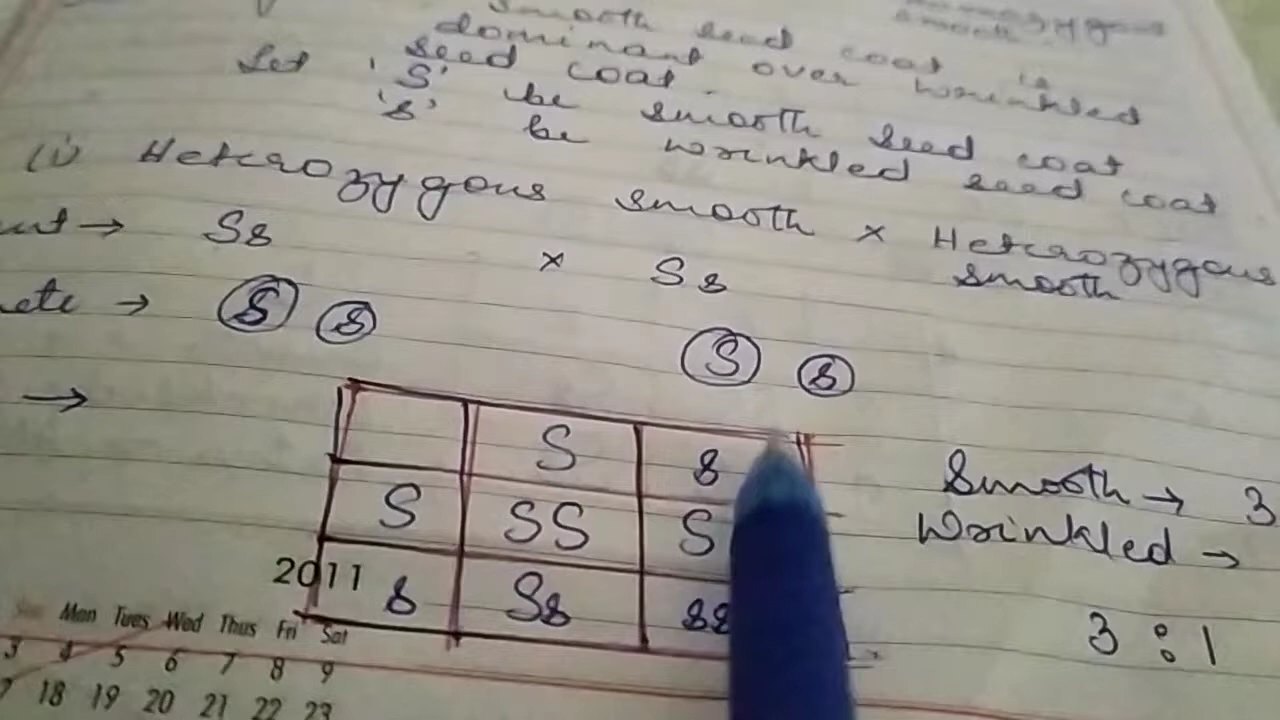 smooth seed coat is
dominant over wrinkled
seed coat.
Let 'S' be smooth seed coat
's' be wrinkled seed coat
(i) Heterozygous smooth × Heterozygous
smooth
→ Ss × Ss
→ S s S s
→
S s
S SS S
s Ss ss
Smooth → 3
Wrinkled →
3 : 1
2011
Mon Tues Wed Thus Fri Sat
3 4 5 6 7 8 9
18 19 20 21 22 23